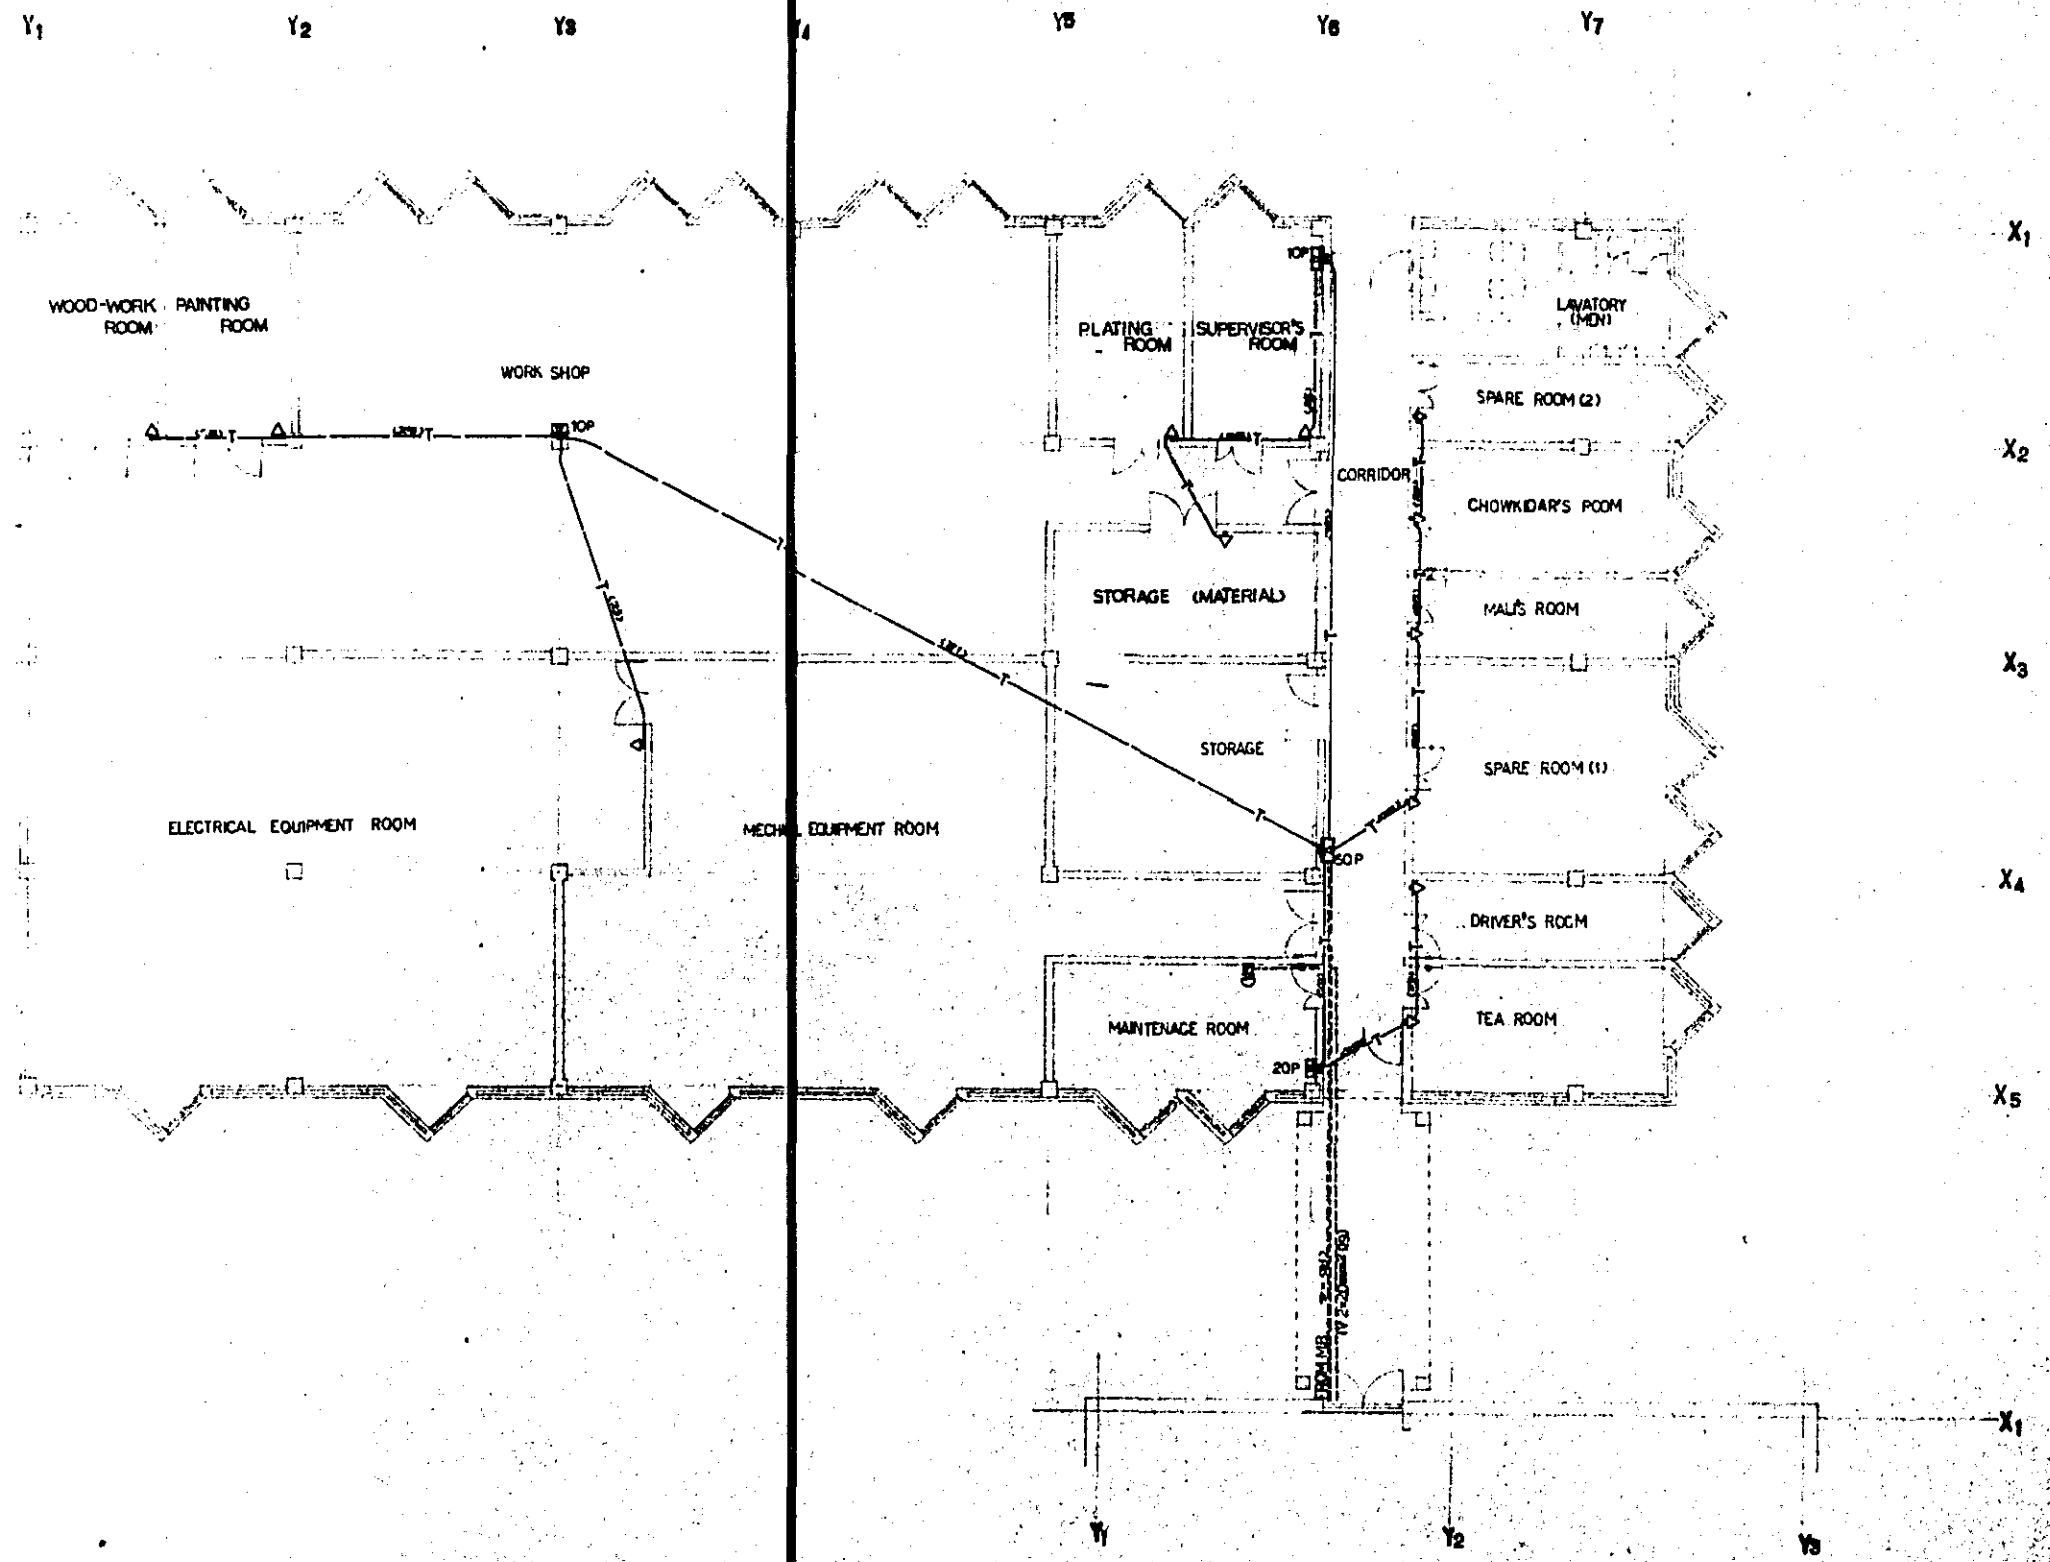 Y1
Y2
Y3
Y5
Y6
Y7
X1
10P
WOOD-WORK
ROOM
PAINTING
ROOM
PLATING
ROOM
SUPERVISOR'S
ROOM
LAVATORY
(MEN)
WORK SHOP
SPARE ROOM (2)
10P
X2
CORRIDOR
CHOWKIDAR'S ROOM
STORAGE (MATERIAL)
MALI'S ROOM
X3
STORAGE
SPARE ROOM (1)
ELECTRICAL EQUIPMENT ROOM
EQUIPMENT ROOM
50P
X4
DRIVER'S ROOM
MAINTENACE ROOM
TEA ROOM
20P
X5
FROM MB
X1
Y1
Y2
Y3